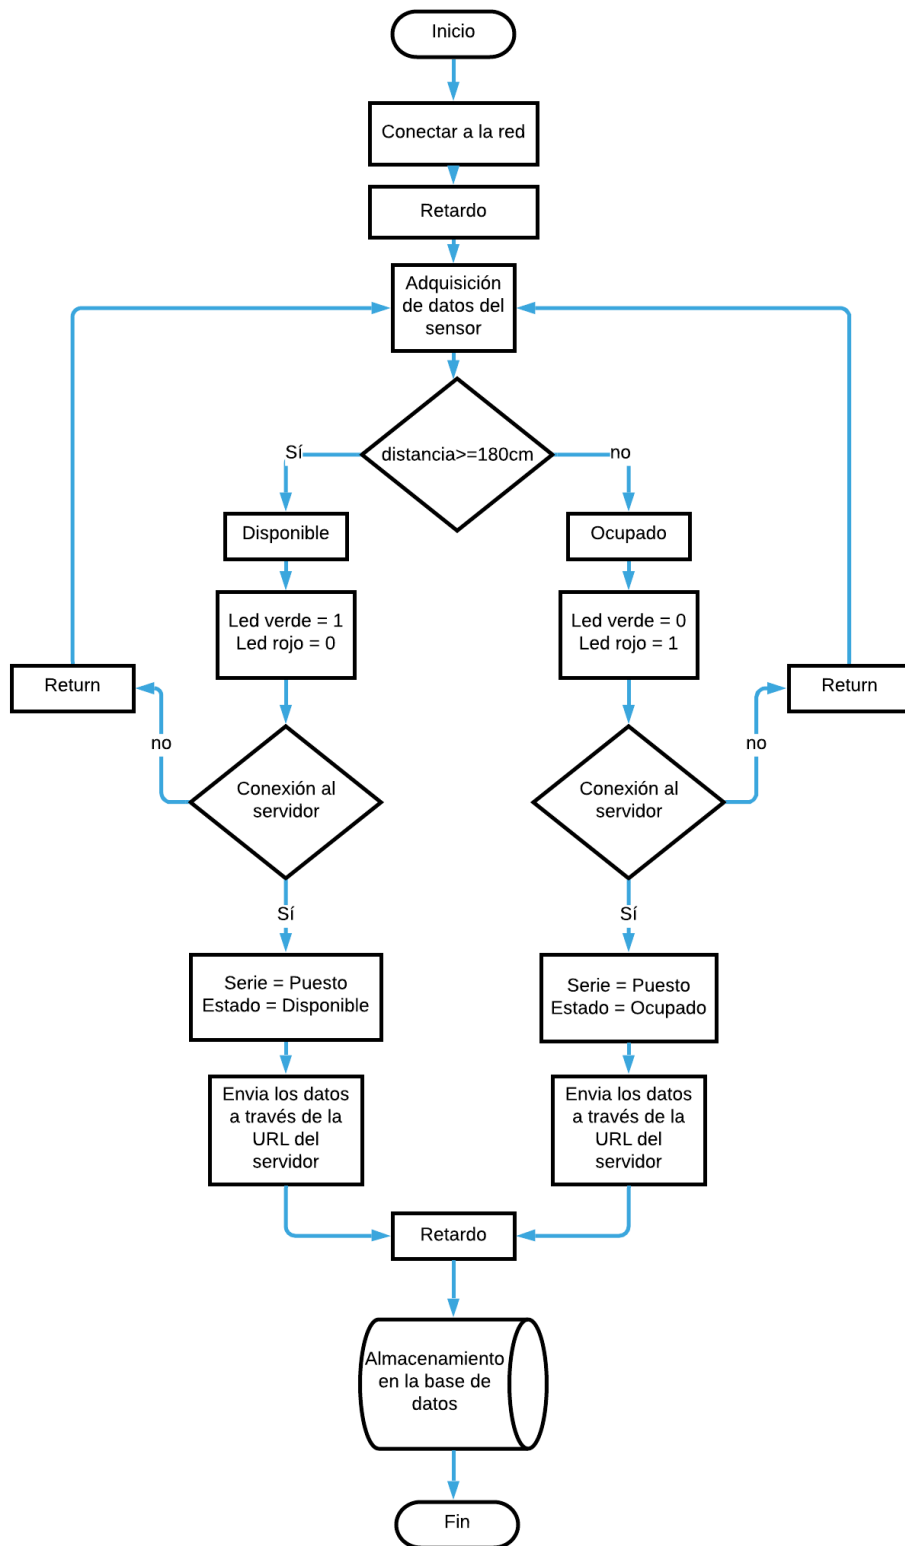 Inicio
Conectar a la red
Retardo
Adquisición
de datos del
sensor
distancia>=180cm
Sí
no
Disponible
Ocupado
Led verde = 1
Led rojo = 0
Led verde = 0
Led rojo = 1
Return
Return
no
no
Conexión al
servidor
Conexión al
servidor
Sí
Sí
Serie = Puesto
Estado = Disponible
Serie = Puesto
Estado = Ocupado
Envia los datos
a través de la
URL del
servidor
Envia los datos
a través de la
URL del
servidor
Retardo
Almacenamiento
en la base de
datos
Fin